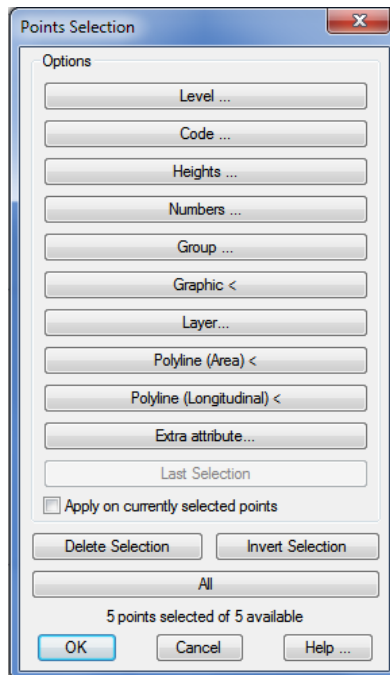 Points Selection
Options
Level ...
Code ...
Heights ...
Numbers ...
Group ...
Graphic <
Layer...
Polyline (Area) <
Polyline (Longitudinal) <
Extra attribute...
Last Selection
Apply on currently selected points
Delete Selection Invert Selection
All
5 points selected of 5 available
OK Cancel Help ...